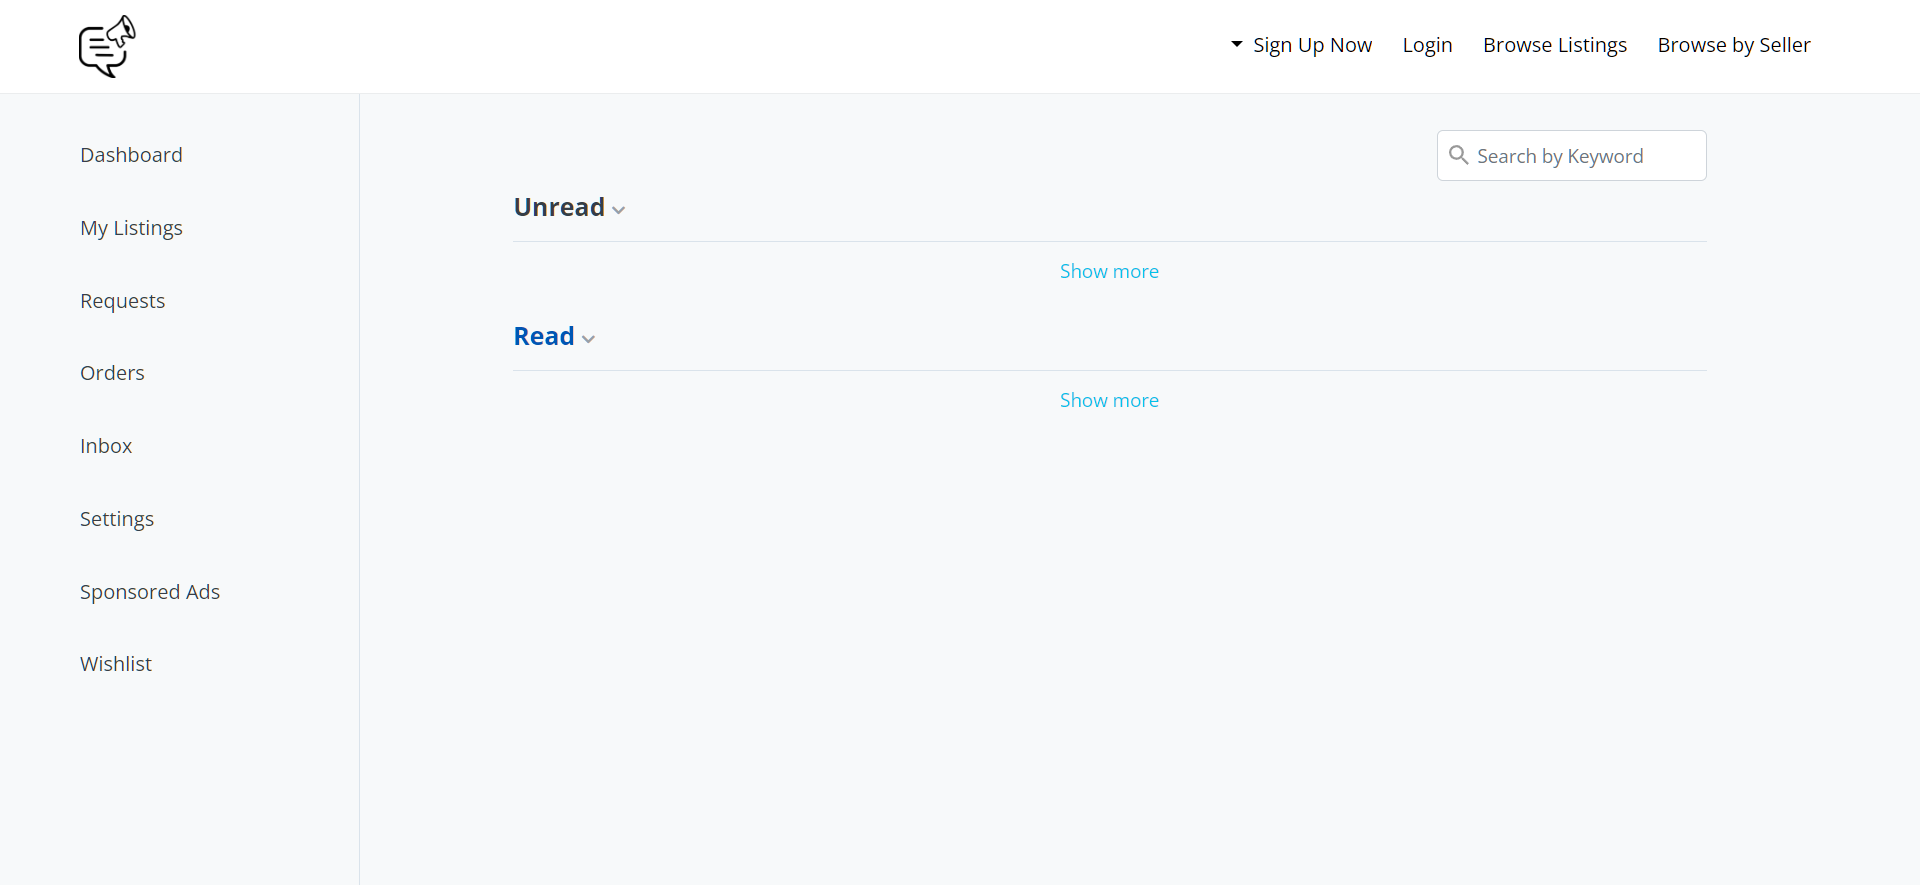 Sign Up Now
Login
Browse Listings
Browse by Seller
Dashboard
My Listings
Requests
Orders
Inbox
Settings
Sponsored Ads
Wishlist
Search by Keyword
Unread
Show more
Read
Show more